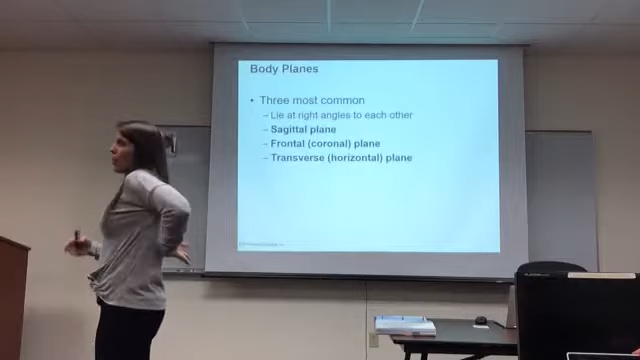 Body Planes
• Three most common
– Lie at right angles to each other
– Sagittal plane
– Frontal (coronal) plane
– Transverse (horizontal) plane